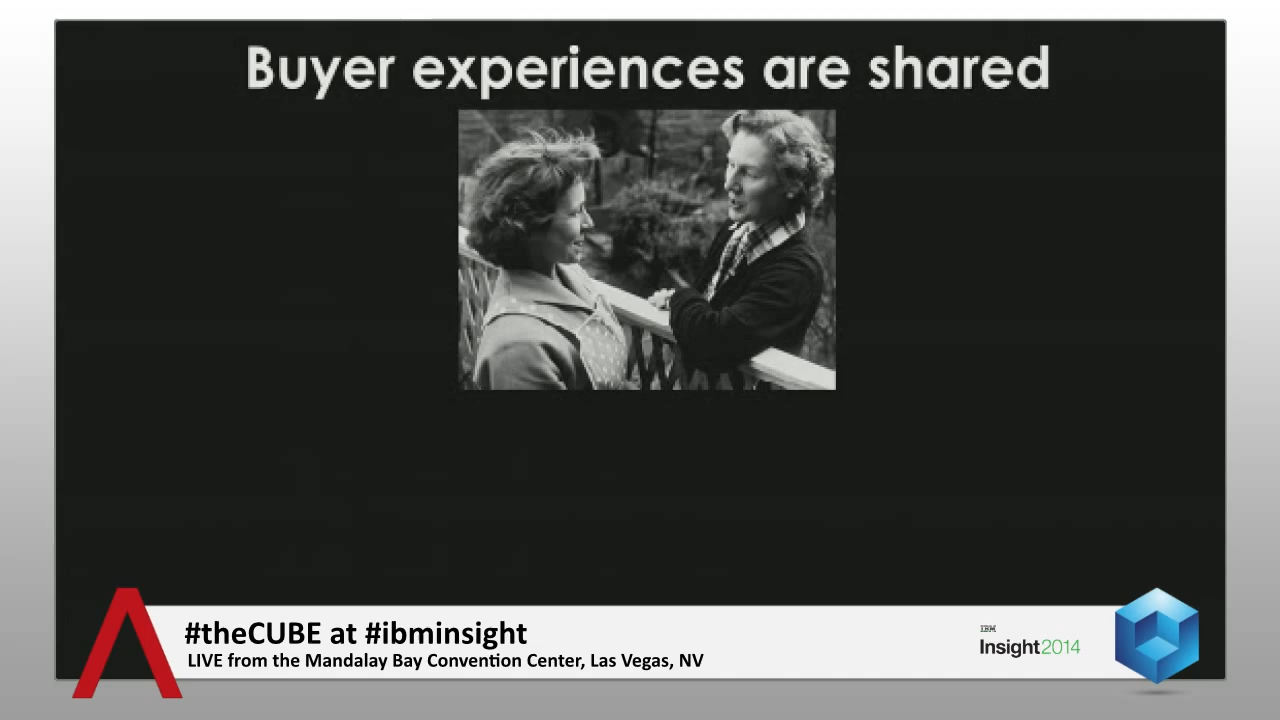 Buyer experiences are shared
#theCUBE at #ibminsight
LIVE from the Mandalay Bay Convention Center, Las Vegas, NV
IBM
Insight2014